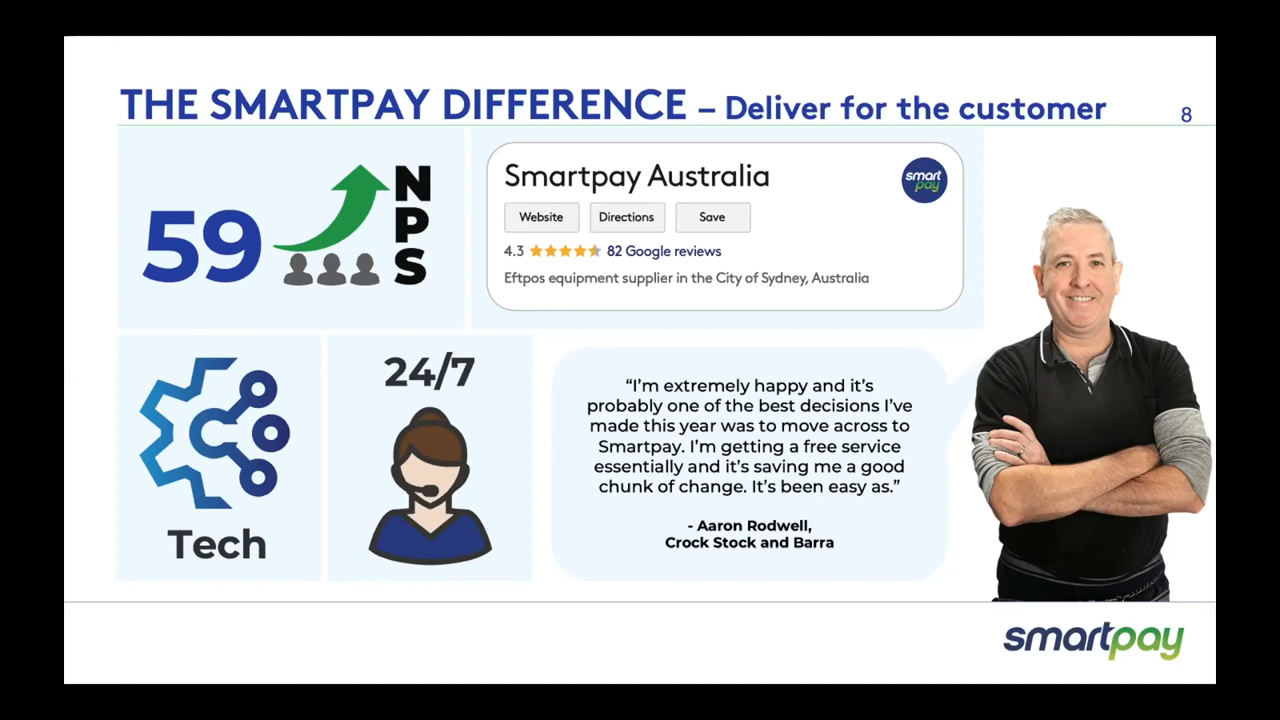 THE SMARTPAY DIFFERENCE – Deliver for the customer
8
59
NPS
Smartpay Australia
smart
pay
Website
Directions
Save
4.3
82 Google reviews
Eftpos equipment supplier in the City of Sydney, Australia
Tech
24/7
“I’m extremely happy and it’s
probably one of the best decisions I’ve
made this year was to move across to
Smartpay. I’m getting a free service
essentially and it’s saving me a good
chunk of change. It’s been easy as.”
- Aaron Rodwell,
Crock Stock and Barra
smartpay